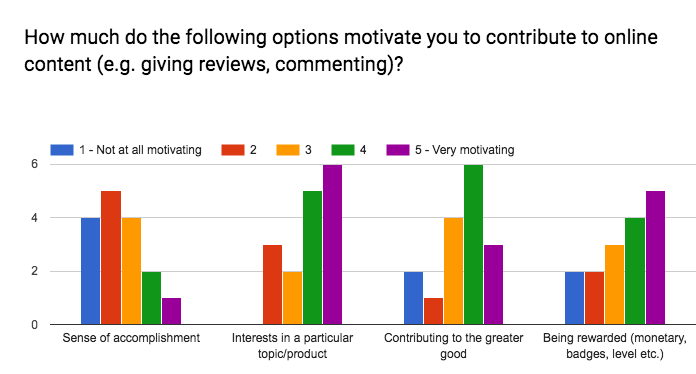 How much do the following options motivate you to contribute to online
content (e.g. giving reviews, commenting)?
1 - Not at all motivating 2 3 4 5 - Very motivating
6
4
2
0
Sense of accomplishment
Interests in a particular
topic/product
Contributing to the greater
good
Being rewarded (monetary,
badges, level etc.)